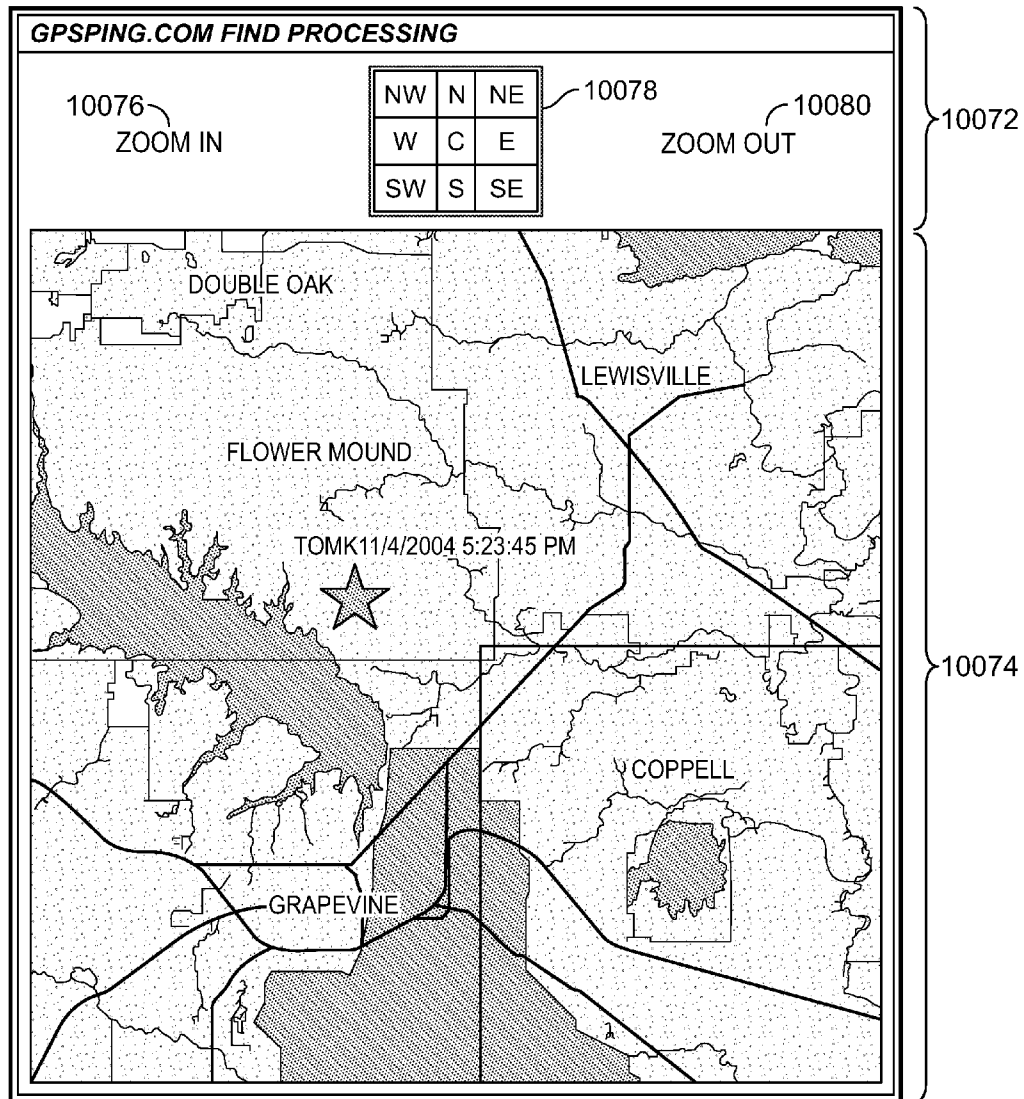 GPSPING.COM FIND PROCESSING
10076
ZOOM IN
NW N NE
W C E
SW S SE
10078
10080
ZOOM OUT
10072
DOUBLE OAK
LEWISVILLE
FLOWER MOUND
TOMK11/4/2004 5:23:45 PM
10074
COPPELL
GRAPEVINE